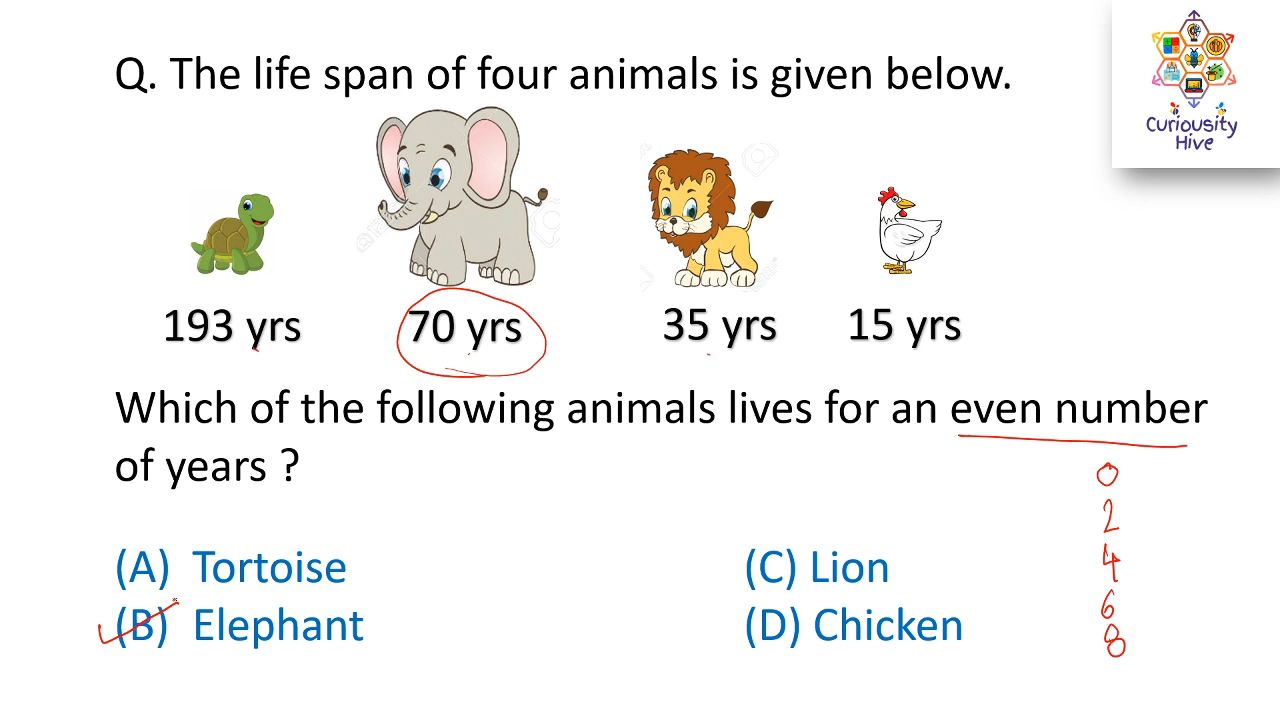 Q. The life span of four animals is given below.
Curiousity
Hive
193 yrs 70 yrs 35 yrs 15 yrs
Which of the following animals lives for an even number
of years ?
0
2
4
6
8
(A) Tortoise (C) Lion
(B) Elephant (D) Chicken